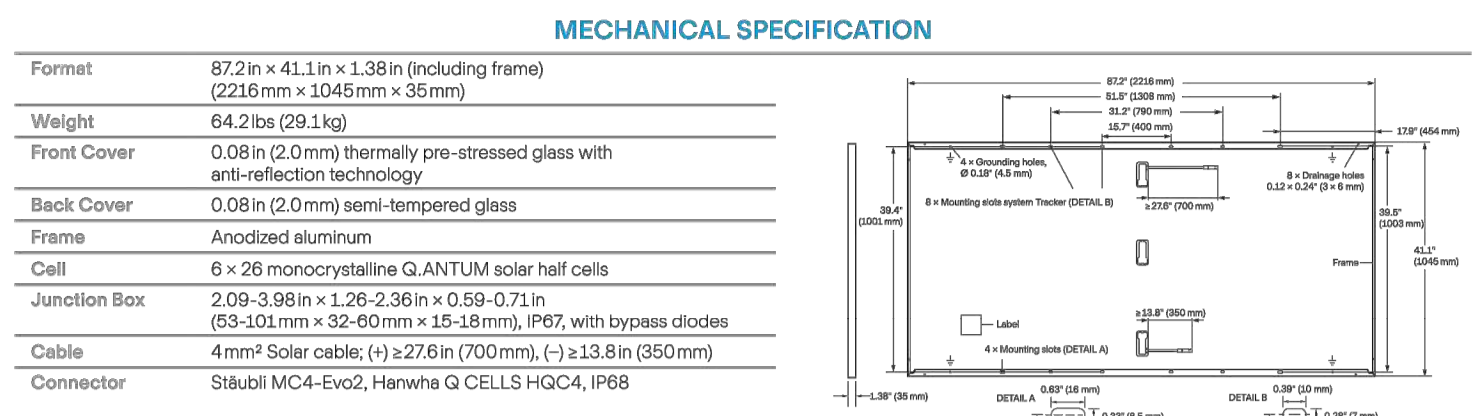 MECHANICAL SPECIFICATION
Format 87.2 in × 41.1 in × 1.38 in (including frame)
(2216 mm × 1045 mm × 35 mm)
Weight 64.2 lbs (29.1 kg)
Front Cover 0.08 in (2.0 mm) thermally pre-stressed glass with
anti-reflection technology
Back Cover 0.08 in (2.0 mm) semi-tempered glass
Frame Anodized aluminum
Cell 6 × 26 monocrystalline Q.ANTUM solar half cells
Junction Box 2.09-3.98 in × 1.26-2.36 in × 0.59-0.71 in
(53-101 mm × 32-60 mm × 15-18 mm), IP67, with bypass diodes
Cable 4 mm² Solar cable; (+) ≥27.6 in (700 mm), (−) ≥13.8 in (350 mm)
Connector Stäubli MC4-Evo2, Hanwha Q CELLS HQC4, IP68
87.2" (2216 mm)
51.5" (1308 mm)
31.2" (790 mm)
15.7" (400 mm)
17.9" (454 mm)
4 × Grounding holes,
Ø 0.18" (4.5 mm)
8 × Drainage holes
0.12 × 0.24" (3 × 6 mm)
8 × Mounting slots system Tracker (DETAIL B)
≥27.6" (700 mm)
39.4"
(1001 mm)
39.5"
(1003 mm)
41.1"
(1045 mm)
Frame
≥13.8" (350 mm)
Label
4 × Mounting slots (DETAIL A)
1.38" (35 mm)
DETAIL A
0.63" (16 mm)
DETAIL B
0.39" (10 mm)